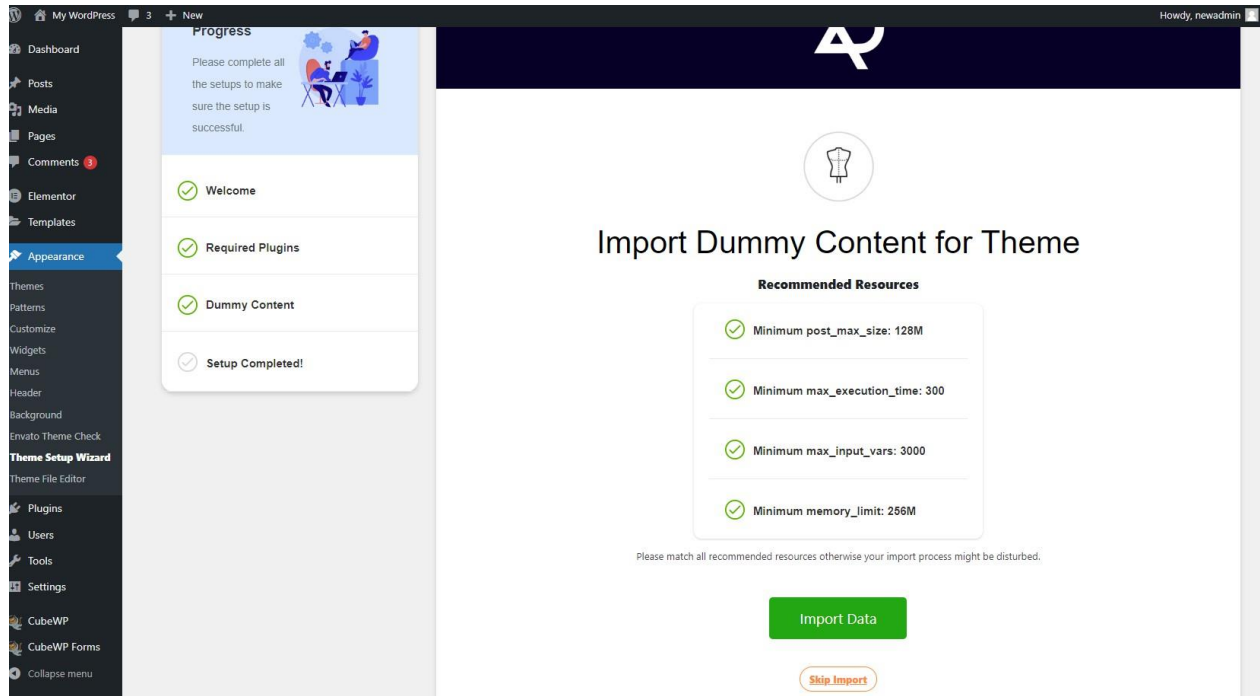 My WordPress
3
New
Howdy, newadmin
Dashboard
Posts
Media
Pages
Comments 3
Elementor
Templates
Appearance
Themes
Patterns
Customize
Widgets
Menus
Header
Background
Envato Theme Check
Theme Setup Wizard
Theme File Editor
Plugins
Users
Tools
Settings
CubeWP
CubeWP Forms
Collapse menu
Progress
Please complete all
the setups to make
sure the setup is
successful.
Welcome
Required Plugins
Dummy Content
Setup Completed!
Import Dummy Content for Theme
Recommended Resources
Minimum post_max_size: 128M
Minimum max_execution_time: 300
Minimum max_input_vars: 3000
Minimum memory_limit: 256M
Please match all recommended resources otherwise your import process might be disturbed.
Import Data
Skip Import